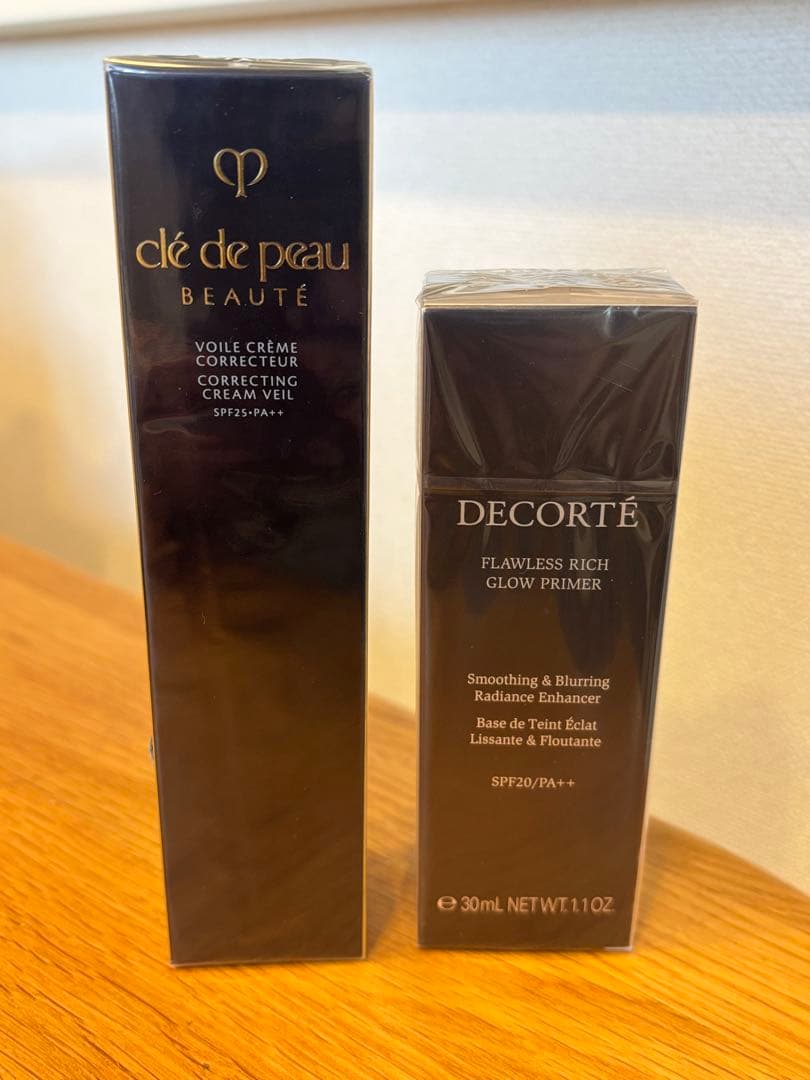 clé de peau
BEAUTÉ
VOILE CRÈME
CORRECTEUR
CORRECTING
CREAM VEIL
SPF25•PA++
DECORTÉ
FLAWLESS RICH
GLOW PRIMER
Smoothing & Blurring
Radiance Enhancer
Base de Teint Éclat
Lissante & Floutante
SPF20/PA++
℮ 30mL NET WT. 1.1 OZ.